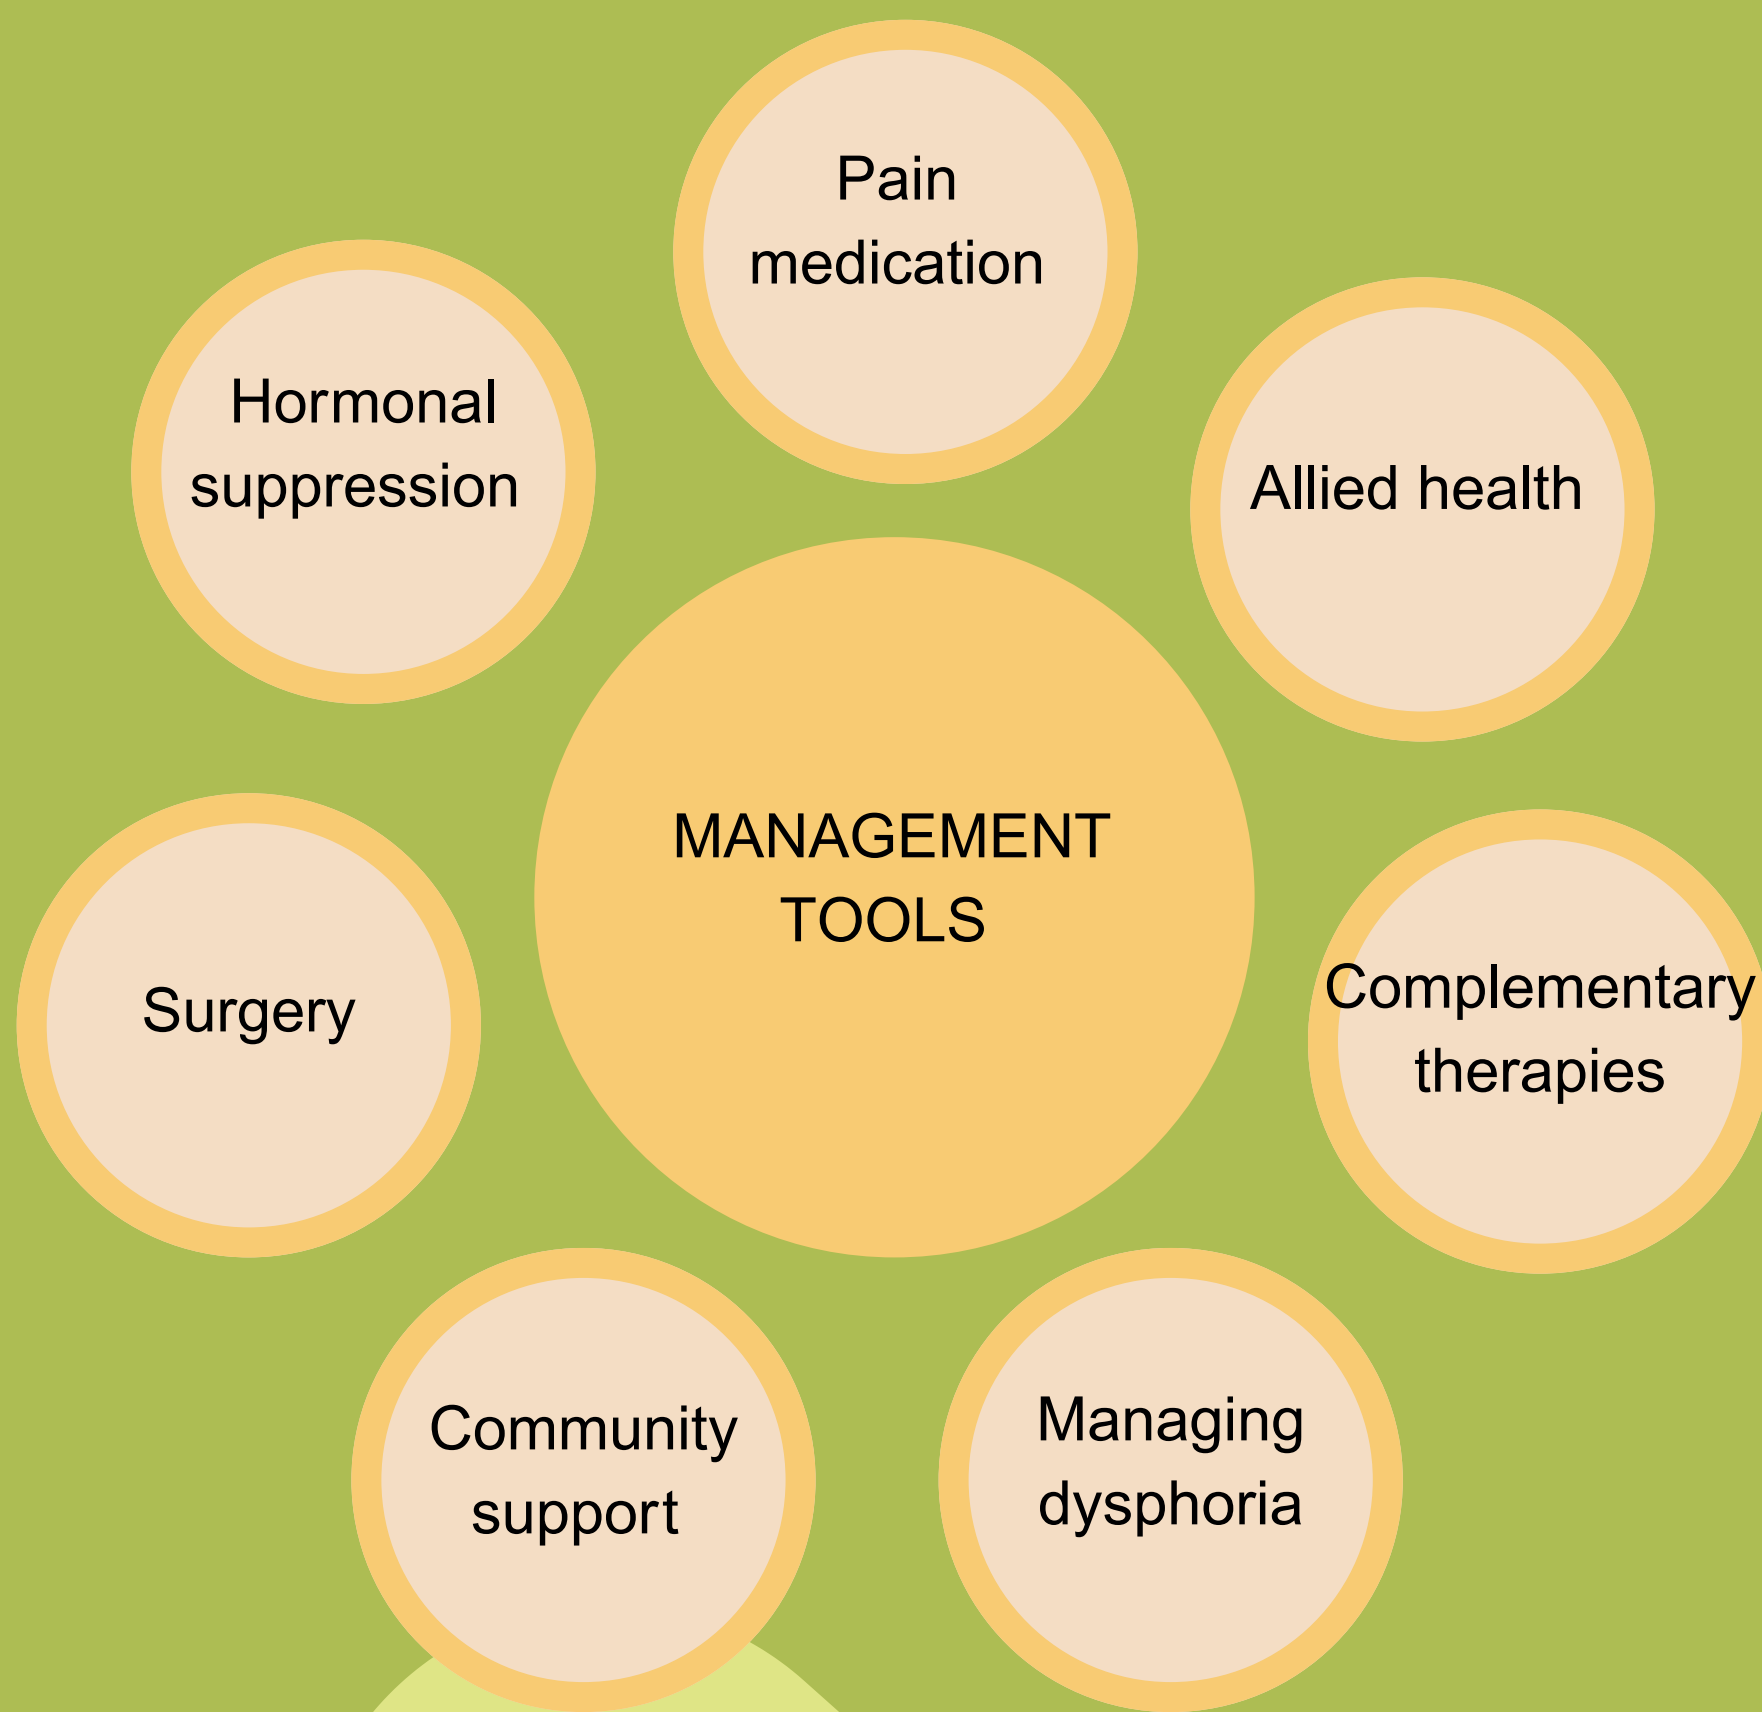 Pain
medication
Hormonal
suppression
Allied health
MANAGEMENT
TOOLS
Surgery
Complementary
therapies
Community
support
Managing
dysphoria